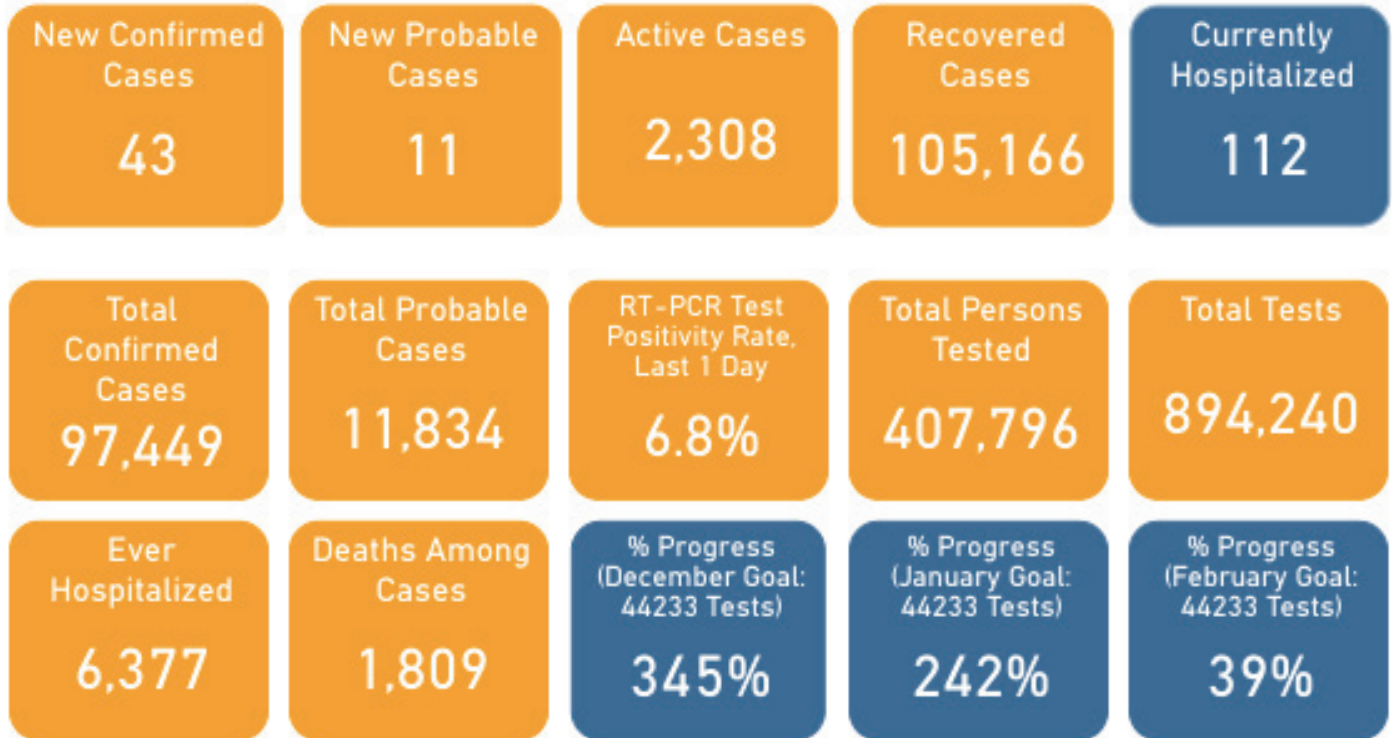 New Confirmed
Cases
43
New Probable
Cases
11
Active Cases
2,308
Recovered
Cases
105,166
Currently
Hospitalized
112
Total
Confirmed
Cases
97,449
Total Probable
Cases
11,834
RT-PCR Test
Positivity Rate,
Last 1 Day
6.8%
Total Persons
Tested
407,796
Total Tests
894,240
Ever
Hospitalized
6,377
Deaths Among
Cases
1,809
% Progress
(December Goal:
44233 Tests)
345%
% Progress
(January Goal:
44233 Tests)
242%
% Progress
(February Goal:
44233 Tests)
39%